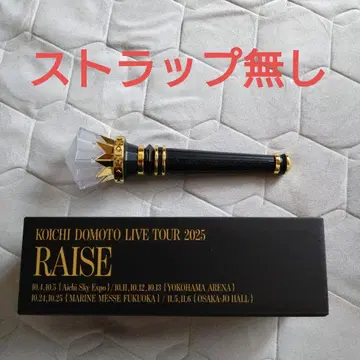 ストラップ無し
KOICHI DOMOTO LIVE TOUR 2025
RAISE
10.4,10.5 [Aichi Sky Expo] / 10.11,10.12,10.13 [YOKOHAMA ARENA]
10.24,10.25 [MARINE MESSE FUKUOKA] / 11.5,11.6 [OSAKA-JO HALL]